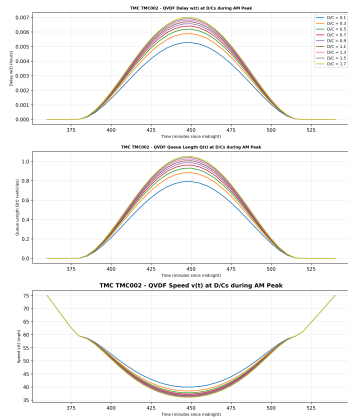 TMC TMC002 - QVDF Delay w(t) at D/Cs during AM Peak
Delay w(t) (hours)
0.007
0.006
0.005
0.004
0.003
0.002
0.001
0.000
375
400
425
450
475
500
525
Time (minutes since midnight)
D/C = 0.1
D/C = 0.3
D/C = 0.5
D/C = 0.7
D/C = 0.9
D/C = 1.1
D/C = 1.3
D/C = 1.5
D/C = 1.7
TMC TMC002 - QVDF Queue Length Q(t) at D/Cs during AM Peak
Queue Length Q(t) (vehicles)
1.0
0.8
0.6
0.4
0.2
0.0
375
400
425
450
475
500
525
Time (minutes since midnight)
TMC TMC002 - QVDF Speed v(t) at D/Cs during AM Peak
Speed v(t) (mph)
75
70
65
60
55
50
45
40
35
375
400
425
450
475
500
525
Time (minutes since midnight)